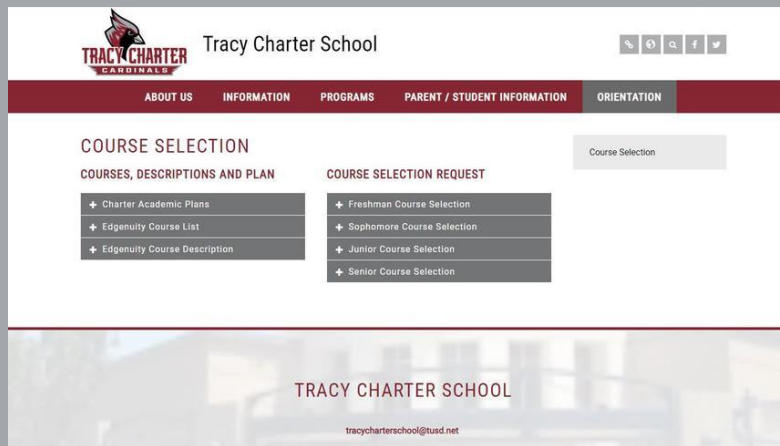 TRACY CHARTER
CARDINALS
Tracy Charter School
ABOUT US
INFORMATION
PROGRAMS
PARENT / STUDENT INFORMATION
ORIENTATION
COURSE SELECTION
COURSES, DESCRIPTIONS AND PLAN
Charter Academic Plans
Edgenuity Course List
Edgenuity Course Description
COURSE SELECTION REQUEST
Freshman Course Selection
Sophomore Course Selection
Junior Course Selection
Senior Course Selection
Course Selection
TRACY CHARTER SCHOOL
tracycharterschool@tusd.net